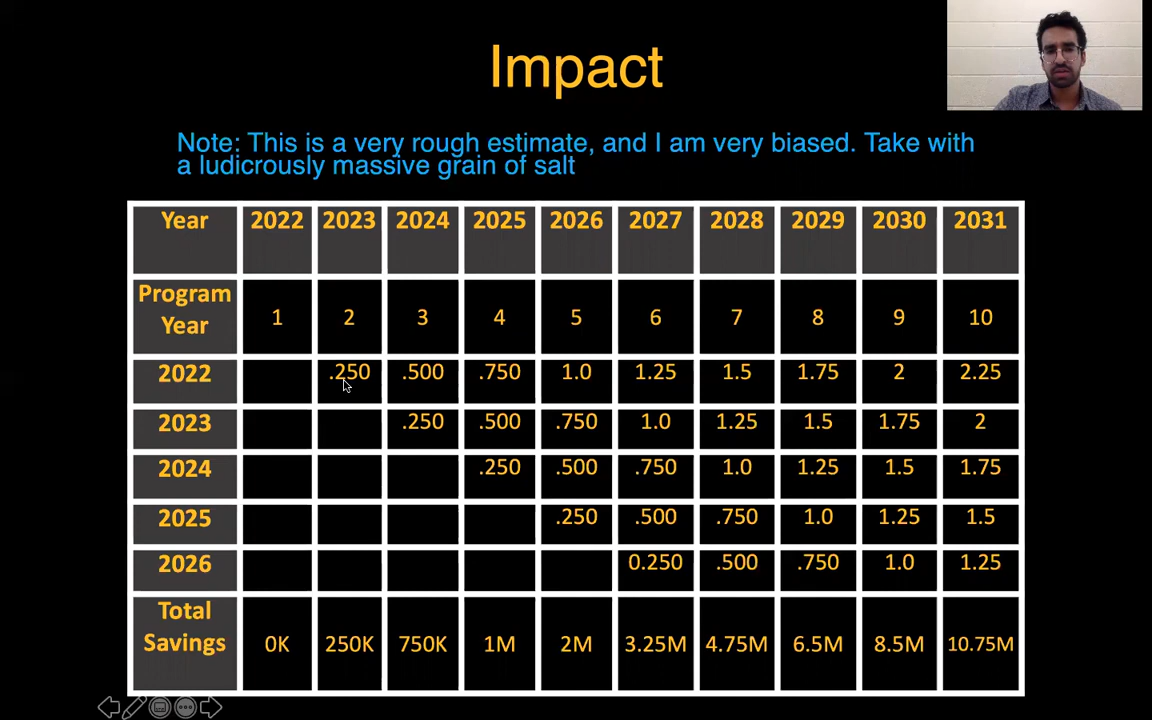 Impact
Note: This is a very rough estimate, and I am very biased. Take with
a ludicrously massive grain of salt
Year 2022 2023 2024 2025 2026 2027 2028 2029 2030 2031
Program Year 1 2 3 4 5 6 7 8 9 10
2022 .250 .500 .750 1.0 1.25 1.5 1.75 2 2.25
2023 .250 .500 .750 1.0 1.25 1.5 1.75 2
2024 .250 .500 .750 1.0 1.25 1.5 1.75
2025 .250 .500 .750 1.0 1.25 1.5
2026 0.250 .500 .750 1.0 1.25
Total Savings 0K 250K 750K 1M 2M 3.25M 4.75M 6.5M 8.5M 10.75M